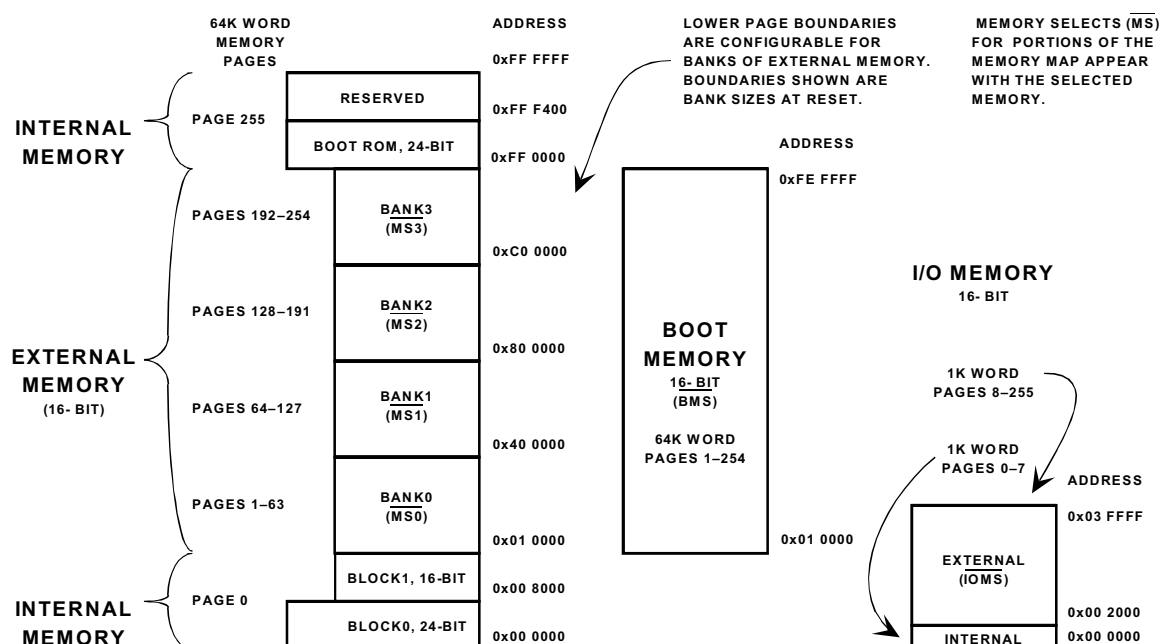 64K WORD
MEMORY
PAGES
ADDRESS
0xFF FFFF
LOWER PAGE BOUNDARIES
ARE CONFIGURABLE FOR
BANKS OF EXTERNAL MEMORY.
BOUNDARIES SHOWN ARE
BANK SIZES AT RESET.
MEMORY SELECTS (MS)
FOR PORTIONS OF THE
MEMORY MAP APPEAR
WITH THE SELECTED
MEMORY.
INTERNAL
MEMORY
PAGE 255
RESERVED
0xFF F400
BOOT ROM, 24-BIT
0xFF 0000
EXTERNAL
MEMORY
(16- BIT)
PAGES 192–254
BANK3
(MS3)
0xC0 0000
PAGES 128–191
BANK2
(MS2)
0x80 0000
PAGES 64–127
BANK1
(MS1)
0x40 0000
PAGES 1–63
BANK0
(MS0)
0x01 0000
INTERNAL
MEMORY
PAGE 0
BLOCK1, 16-BIT
0x00 8000
BLOCK0, 24-BIT
0x00 0000
ADDRESS
0xFE FFFF
BOOT
MEMORY
16- BIT
(BMS)
64K WORD
PAGES 1–254
0x01 0000
I/O MEMORY
16- BIT
1K WORD
PAGES 8–255
1K WORD
PAGES 0–7
ADDRESS
0x03 FFFF
EXTERNAL
(IOMS)
0x00 2000
INTERNAL
0x00 0000